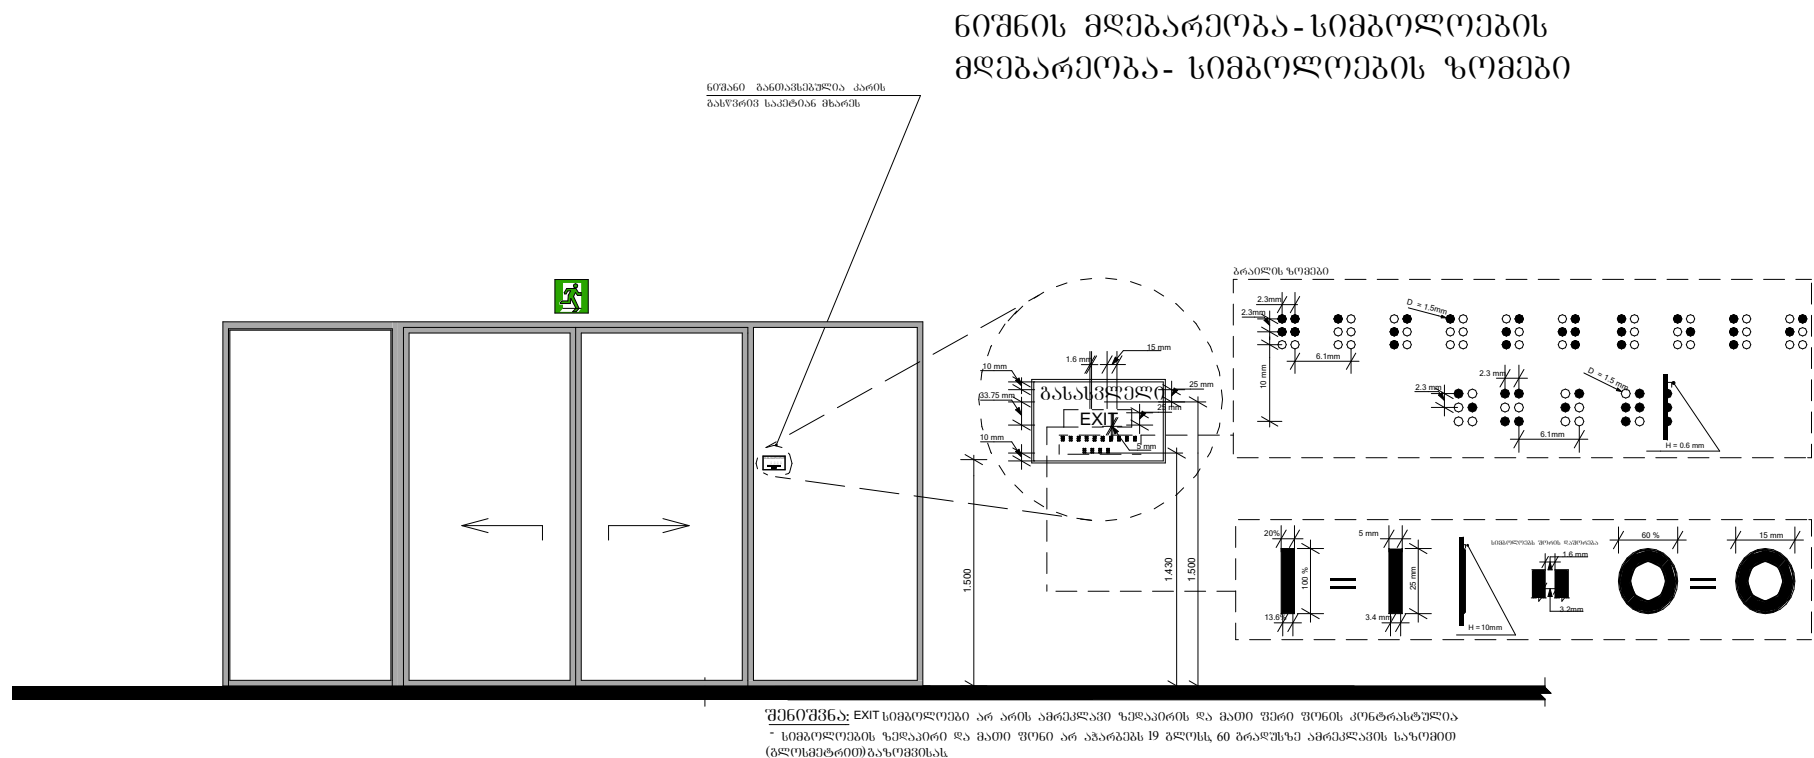 ნიშნის მდებარეობა - სიმბოლოების
მდებარეობა - სიმბოლოების ზომები
ნიშანი განთავსებულია კარის
გასწვრივ საკეტიან მხარეს
ბრაილის ზომები
2.3mm
D = 1.5mm
2.3mm
6.1mm
10 mm
2.3 mm
D = 1.5 mm
2.3 mm
6.1mm
H = 0.6 mm
15 mm
1.6 mm
10 mm
25 mm
33.75 mm
გასასვლელი
25 mm
EXIT
10 mm
5 mm
1.500
1.430
1.500
20%
5 mm
სიმბოლოებს შორის დაშორება
60 %
15 mm
1.6 mm
100 %
25 mm
3.2mm
13.6%
3.4 mm
H =10mm
შენიშვნა: EXIT სიმბოლოები არ არის ამრეკლავი ზედაპირის და მათი ფერი ფონის კონტრასტულია
- სიმბოლოების ზედაპირი და მათი ფონი არ აჭარბებს 19 გლოსს, 60 გრადუსზე ამრეკლავის საზომით
(გლოსმეტრით) გაზომვისას